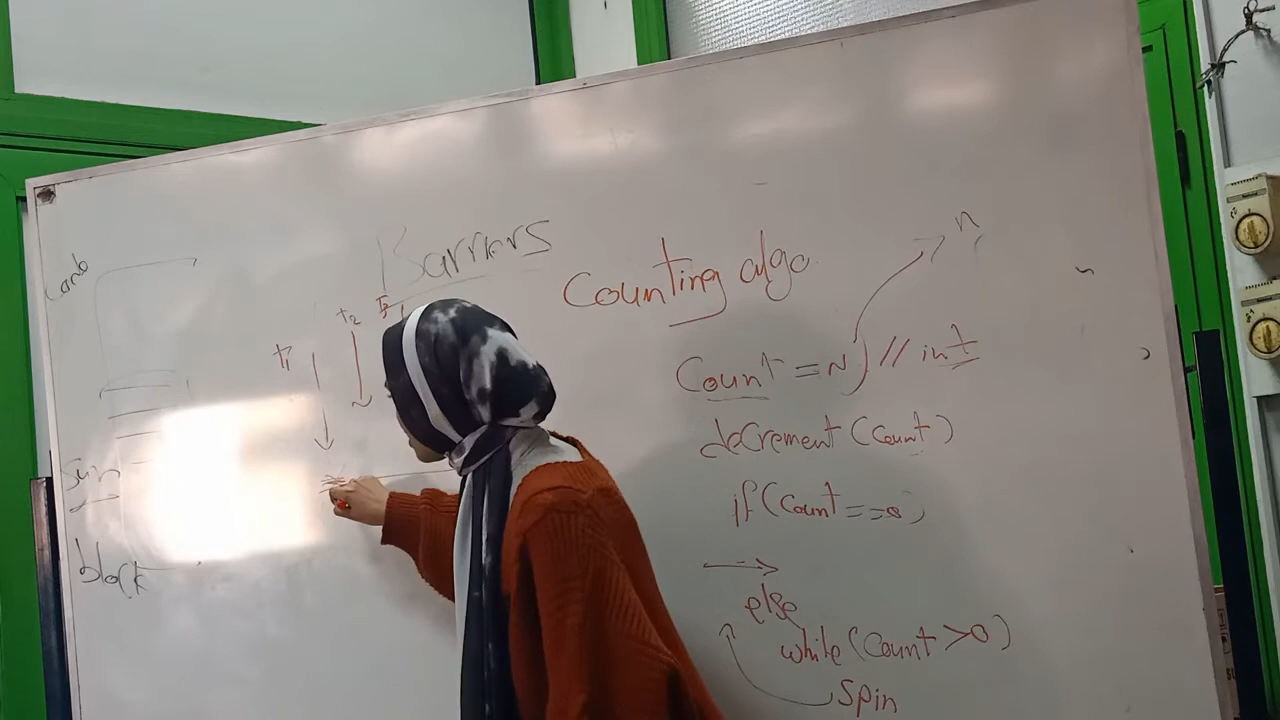 Barriers
Counting algo
n
t1
t2
Count = N // int
decrement (Count)
if (Count == 0)
else
while (Count > 0)
spin
block